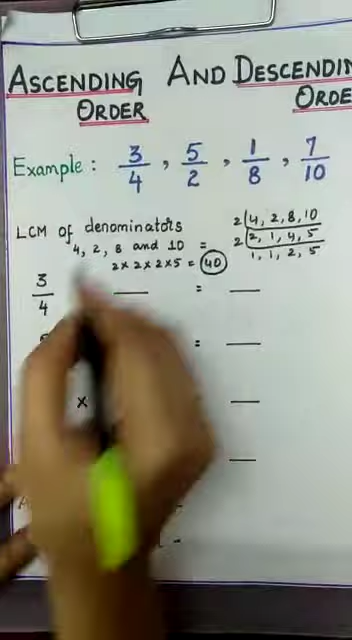 ASCENDING AND DESCENDIN
ORDER ORDE
Example : 3/4 , 5/2 , 1/8 , 7/10
LCM of denominators
4, 2, 8 and 10 =
2 x 2 x 2 x 5 = 40
2 | 4, 2, 8, 10
2 | 2, 1, 4, 5
1, 1, 2, 5
3/4 — = —
= —
x —
—